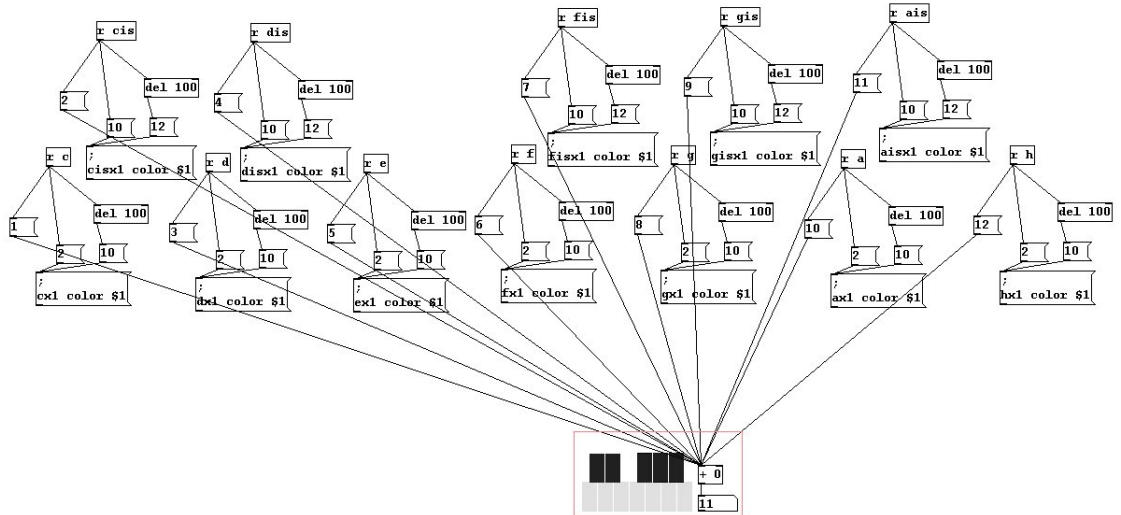 r cis
r dis
r fis
r gis
r ais
2
del 100
4
del 100
7
del 100
9
del 100
11
del 100
10
12
10
12
10
12
10
12
10
12
;
cisx1 color $1
;
disx1 color $1
;
fisx1 color $1
;
gisx1 color $1
;
aisx1 color $1
r c
r d
r e
r f
r g
r a
r h
1
del 100
3
del 100
5
del 100
6
del 100
8
del 100
10
del 100
12
del 100
2
10
2
10
2
10
2
10
2
10
2
10
2
10
;
cx1 color $1
;
dx1 color $1
;
ex1 color $1
;
fx1 color $1
;
gx1 color $1
;
ax1 color $1
;
hx1 color $1
+ 0
11